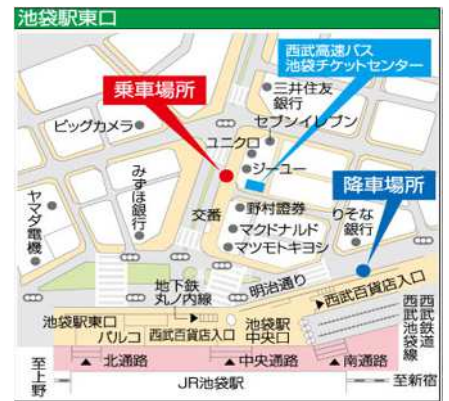 池袋駅東口
西武高速バス
池袋チケットセンター
乗車場所
三井住友
銀行
セブンイレブン
ビッグカメラ
ユニクロ
ジーユー
みずほ銀行
降車場所
ヤマダ電機
交番
野村證券
りそな
銀行
マクドナルド
マツモトキヨシ
地下鉄
丸ノ内線
明治通り
西武百貨店入口
池袋駅東口
パルコ
西武百貨店入口
池袋駅
中央口
西武鉄道
西武池袋線
至上野
北通路
中央通路
南通路
至新宿
JR池袋駅